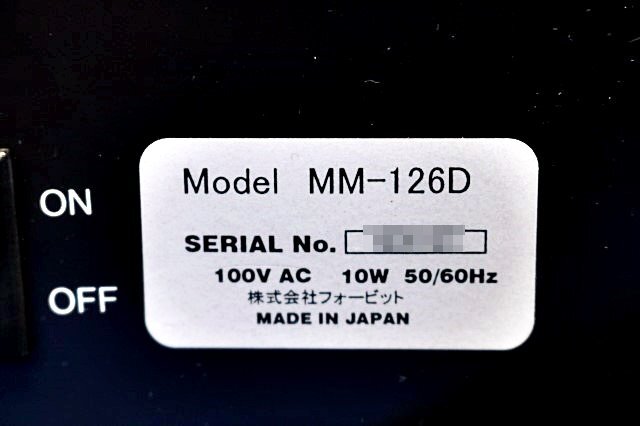 Model MM-126D
ON
SERIAL No.
100V AC 10W 50/60Hz
OFF
株式会社フォービット
MADE IN JAPAN